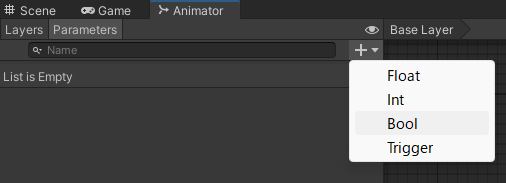 Scene Game Animator
Layers Parameters Base Layer
Name
List is Empty
Float
Int
Bool
Trigger